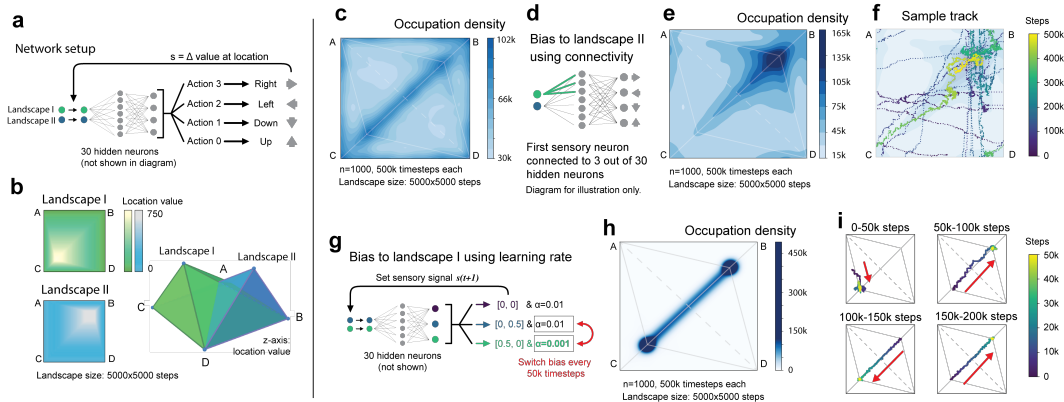 a
Network setup
s = Δ value at location
Landscape I
Landscape II
Action 3
Action 2
Action 1
Action 0
Right
Left
Down
Up
30 hidden neurons
(not shown in diagram)
b
Landscape I
Location value
750
0
A
B
C
D
Landscape II
A
B
C
D
Landscape size: 5000x5000 steps
Landscape I
Landscape II
A
B
C
D
z-axis:
location value
c
Occupation density
A
B
C
D
102k
66k
30k
n=1000, 500k timesteps each
Landscape size: 5000x5000 steps
d
Bias to landscape II
using connectivity
First sensory neuron
connected to 3 out of 30
hidden neurons
Diagram for illustration only.
e
Occupation density
A
B
C
D
165k
145k
125k
105k
85k
75k
55k
35k
15k
n=1000, 500k timesteps each
Landscape size: 5000x5000 steps
f
Sample track
A
B
C
D
Steps
500k
400k
300k
200k
100k
0
g
Bias to landscape I using learning rate
Set sensory signal s(t+1)
[0, 0] & α=0.01
[0, 0.5] & α=0.01
[0.5, 0] & α=0.001
30 hidden neurons
(not shown)
Switch bias every
50k timesteps
h
Occupation density
A
B
C
D
450k
300k
150k
0
n=1000, 500k timesteps each
Landscape size: 5000x5000 steps
i
0-50k steps
50k-100k steps
100k-150k steps
150k-200k steps
Steps
50k
40k
30k
20k
10k
0